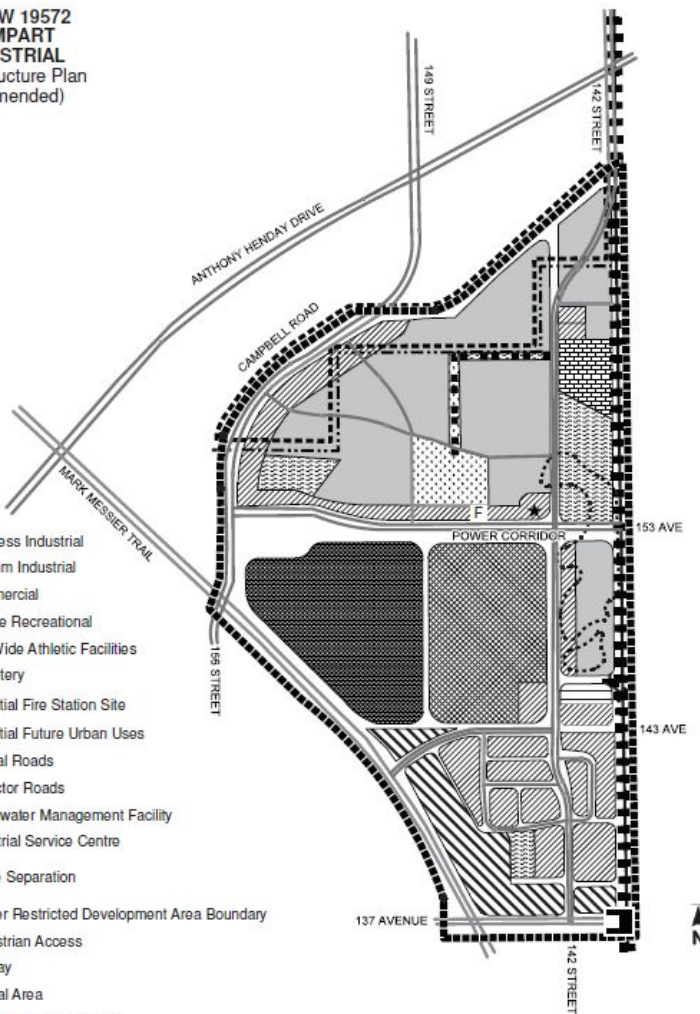 W 19572
MPART
STRIAL
ucture Plan
nended)
149 STREET
142 STREET
ANTHONY HENDAY DRIVE
CAMPBELL ROAD
MARK MESSIER TRAIL
F
153 AVE
POWER CORRIDOR
156 STREET
143 AVE
137 AVENUE
142 STREET
N
ess Industrial
m Industrial
mercial
e Recreational
Wide Athletic Facilities
tery
tial Fire Station Site
tial Future Urban Uses
al Roads
ctor Roads
water Management Facility
trial Service Centre
e Separation
er Restricted Development Area Boundary
strian Access
ay
al Area